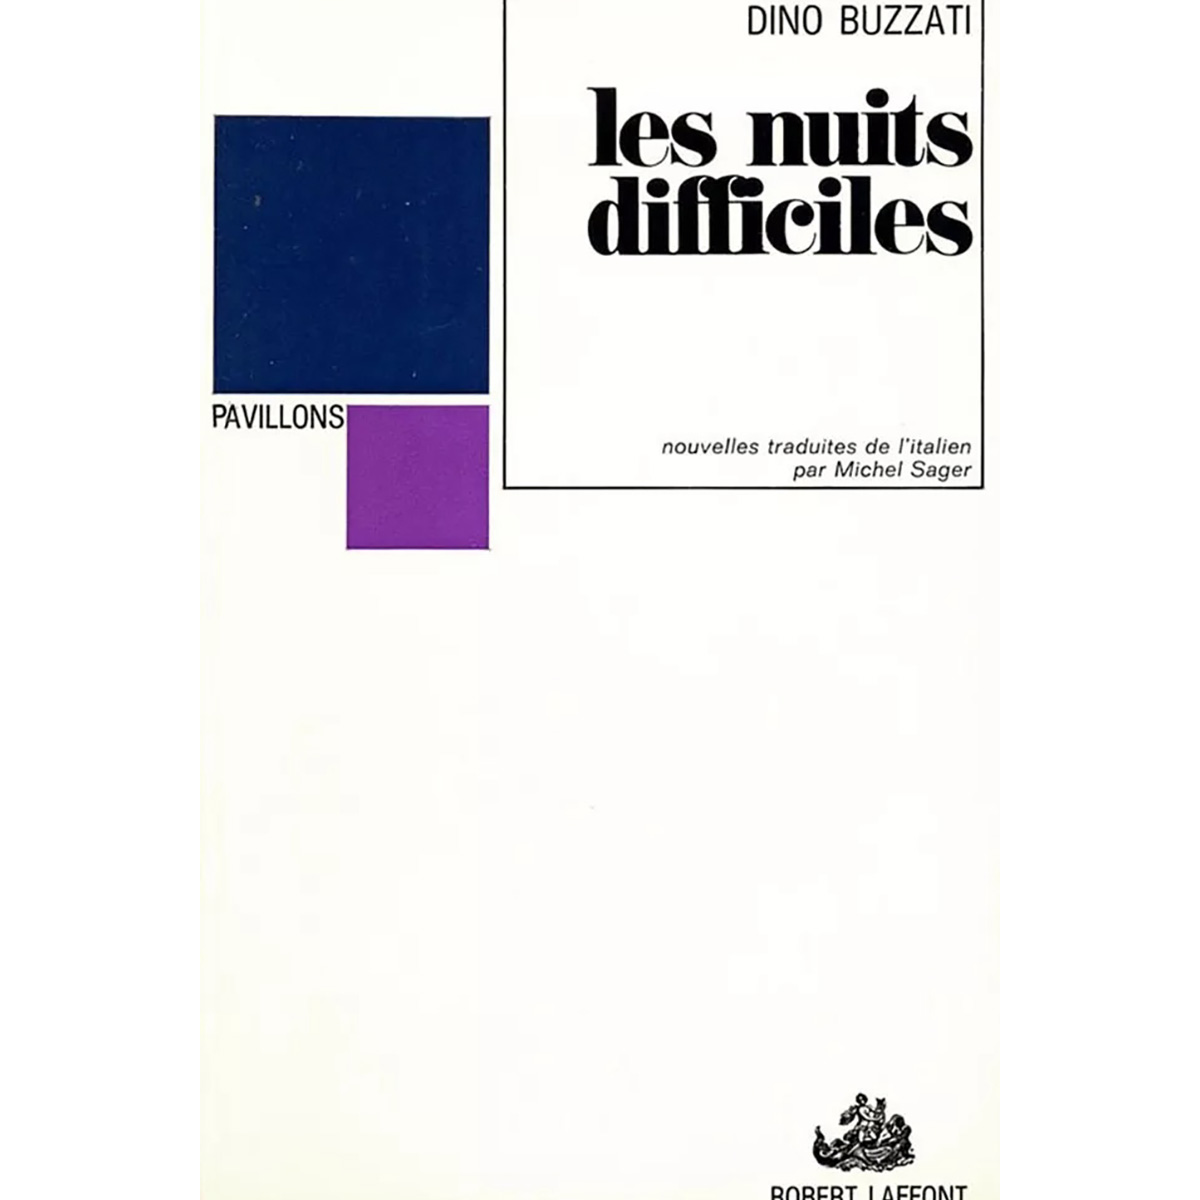 DINO BUZZATI
les nuits
difficiles
PAVILLONS
nouvelles traduites de l'italien
par Michel Sager
ROBERT LAFFONT